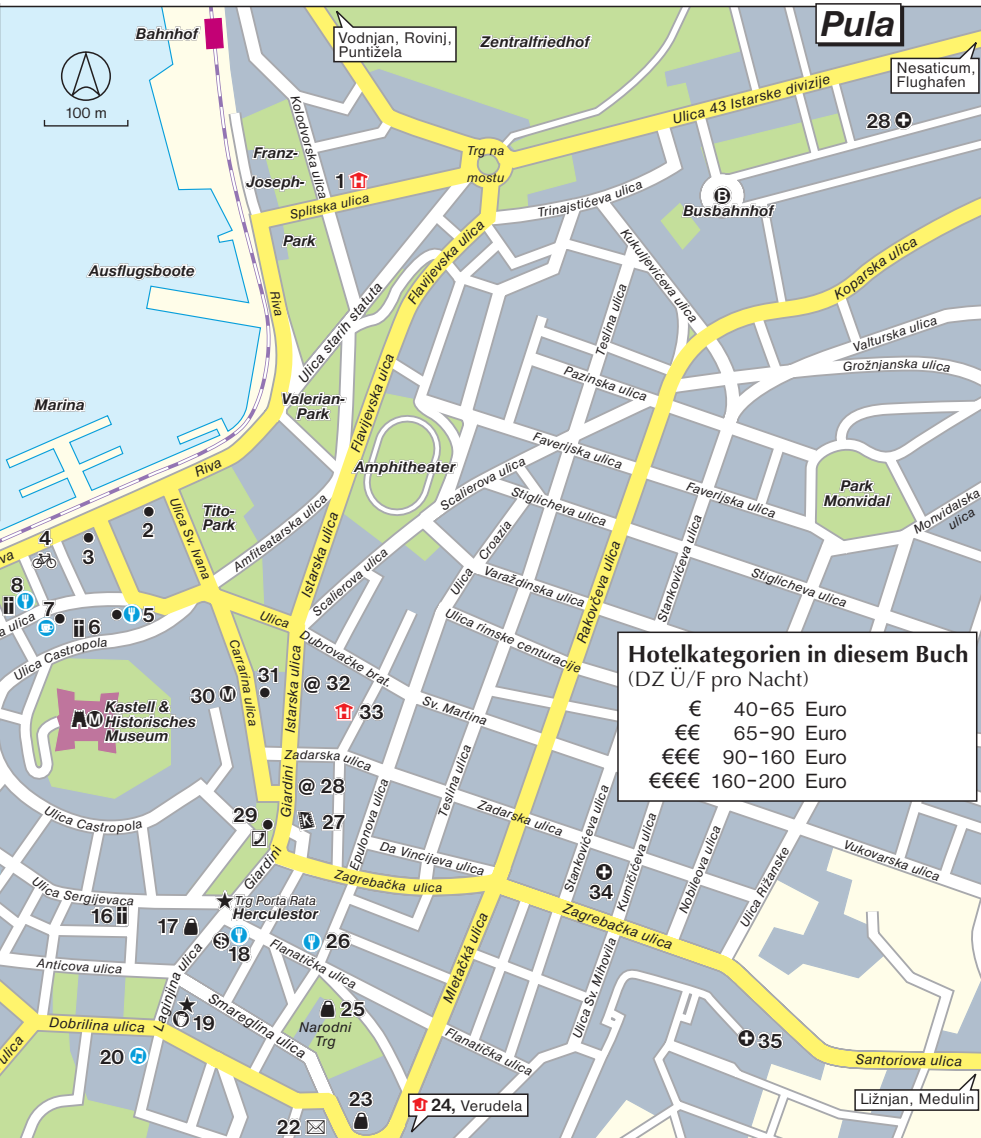 Pula
Bahnhof
Vodnjan, Rovinj,
Puntižela
Zentralfriedhof
Nesaticum,
Flughafen
100 m
Kolodvorska ulica
Ulica 43 Istarske divizije
28
Franz-
Joseph-
Park
Trg na
mostu
1 H
Splitska ulica
Trinajstićeva ulica
B
Busbahnhof
Kukuljevićeva ulica
Flavijevska ulica
Koparska ulica
Ausflugsboote
Riva
Ulica starih statuta
Teslina ulica
Valturska ulica
Grožnjanska ulica
Pazinska ulica
Marina
Valerian-
Park
Flavijevska uica
Amphitheater
Faverijska ulica
Scalierova ulica
Riva
Park
Monvidal
Faverijska ulica
Stiglicheva ulica
Monvidalska
ulica
Tito-
Park
Ulica Sv. Ivana
Amfiteatarska ulica
Istarska ulica
Ulica Croazia
2
3
4
va
Scalierova ulica
Varaždinska ulica
Rakovčeva ulica
Stankovićeva ulica
Stiglicheva ulica
8
7
6
5
a ulica
Ulica Castropola
Ulica
Dubrovačke brat.
Ulica rimske centuracije
Carrarina ulica
Istarska ulica
Hotelkategorien in diesem Buch
(DZ Ü/F pro Nacht)
€ 40–65 Euro
€€ 65–90 Euro
€€€ 90–160 Euro
€€€€ 160–200 Euro
30 M
31
@ 32
H 33
Sv. Martina
M
Kastell &
Historisches
Museum
Zadarska ulica
Giardini
@ 28
K 27
29
Teslina ulica
Epulonova ulica
Zadarska ulica
Stankovićeva ulica
Kumičićeva ulica
Nobileova ulica
Ulica Rižanske
Vukovarska ulica
Ulica Castropola
Da Vincijeva ulica
Giardini
Zagrebačka ulica
34
Ulica Sergijevaca
16
Trg Porta Rata
Herculestor
17
S
18
26
Zagrebačka ulica
Anticova ulica
Laginjina ulica
Flanatička ulica
Mletačka ulica
Ulica Sv. Mihovila
19
Smareglina ulica
25
Narodni
Trg
Dobrilina ulica
ulica
20
Flanatička ulica
35
Santoriova ulica
23
22
24, Verudela
Ližnjan, Medulin